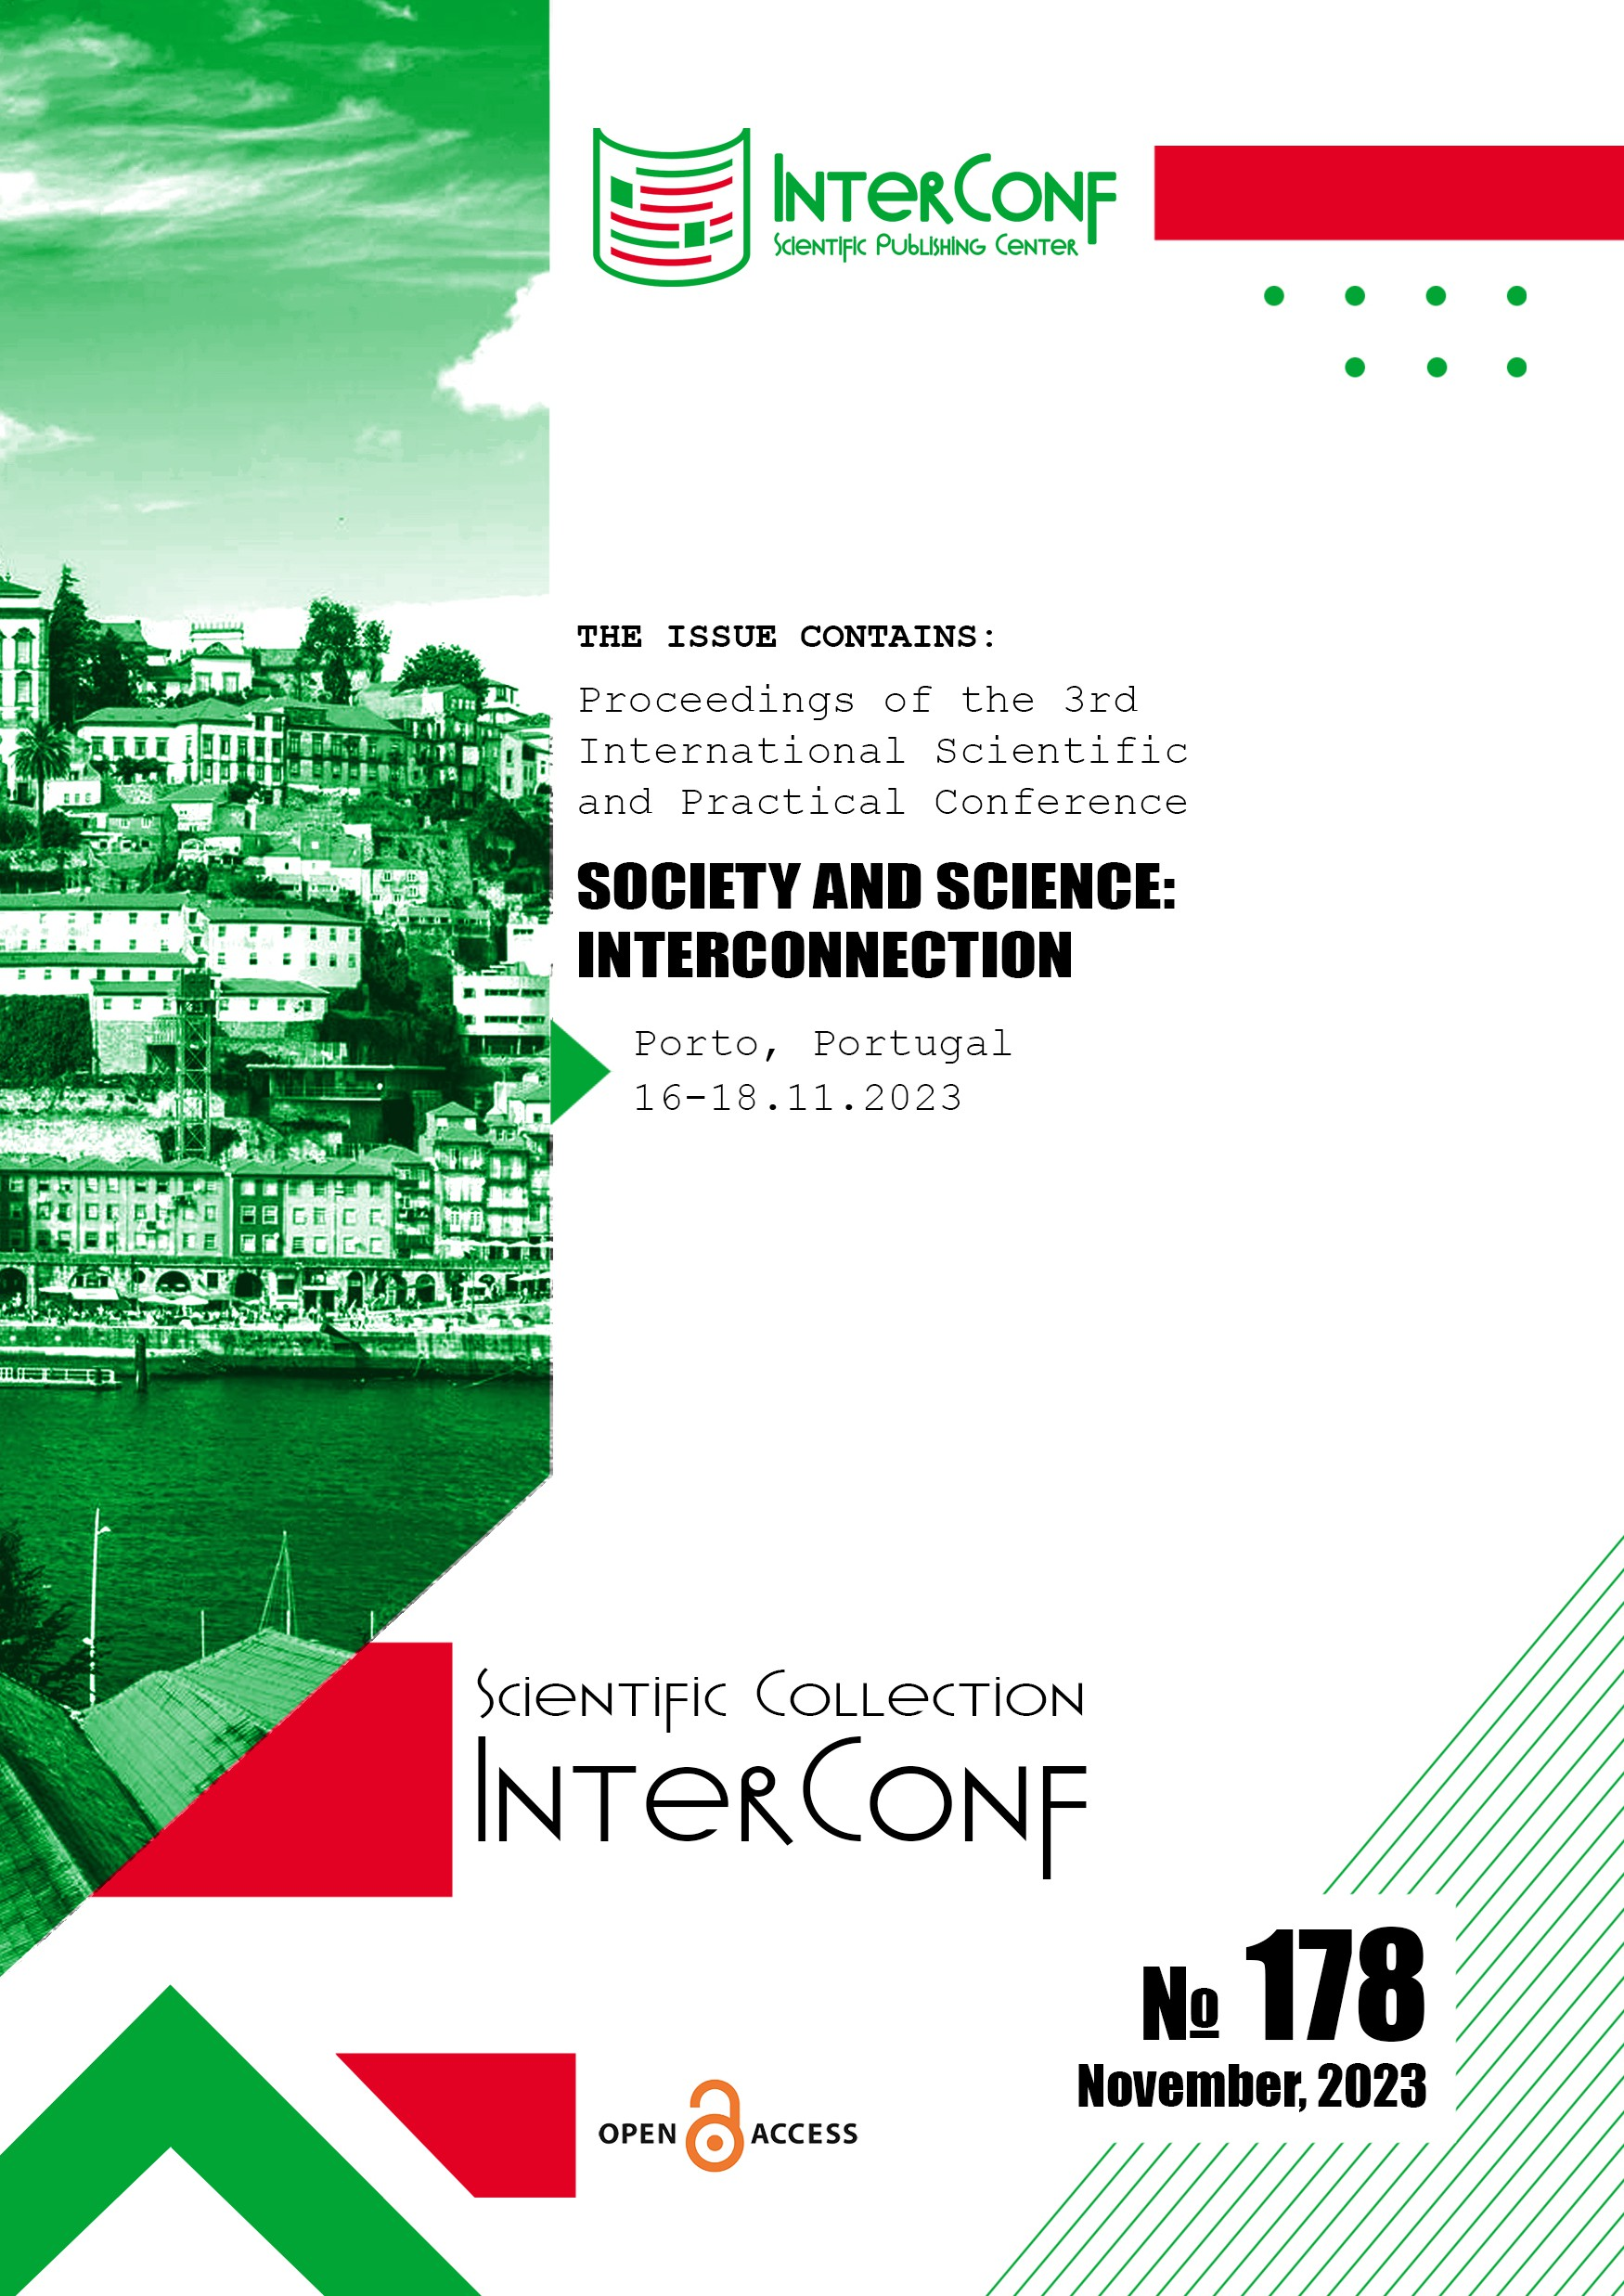 InterConf
Scientific Publishing Center
THE ISSUE CONTAINS:
Proceedings of the 3rd
International Scientific
and Practical Conference
SOCIETY AND SCIENCE:
INTERCONNECTION
Porto, Portugal
16-18.11.2023
Scientific Collection
InterConf
№ 178
November, 2023
OPEN ACCESS